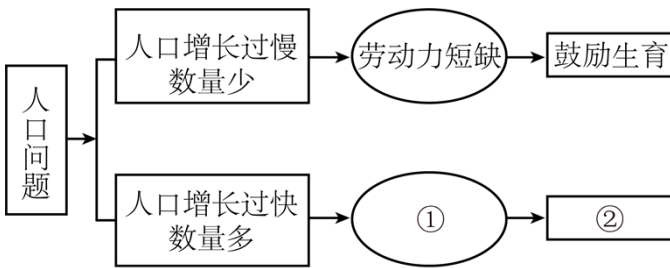 人口问题
人口增长过慢
数量少
劳动力短缺
鼓励生育
人口增长过快
数量多
①
②